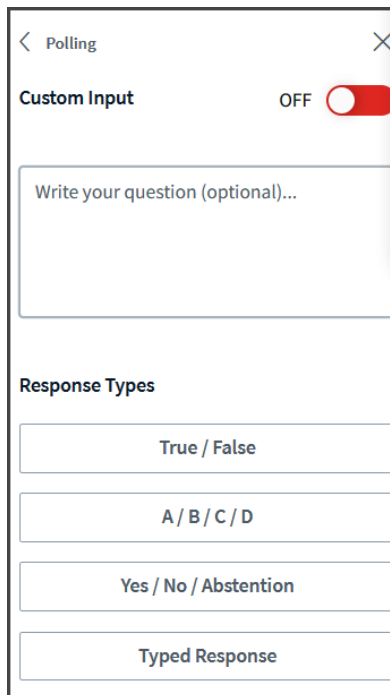 Polling
Custom Input OFF
Write your question (optional)...
Response Types
True / False
A / B / C / D
Yes / No / Abstention
Typed Response